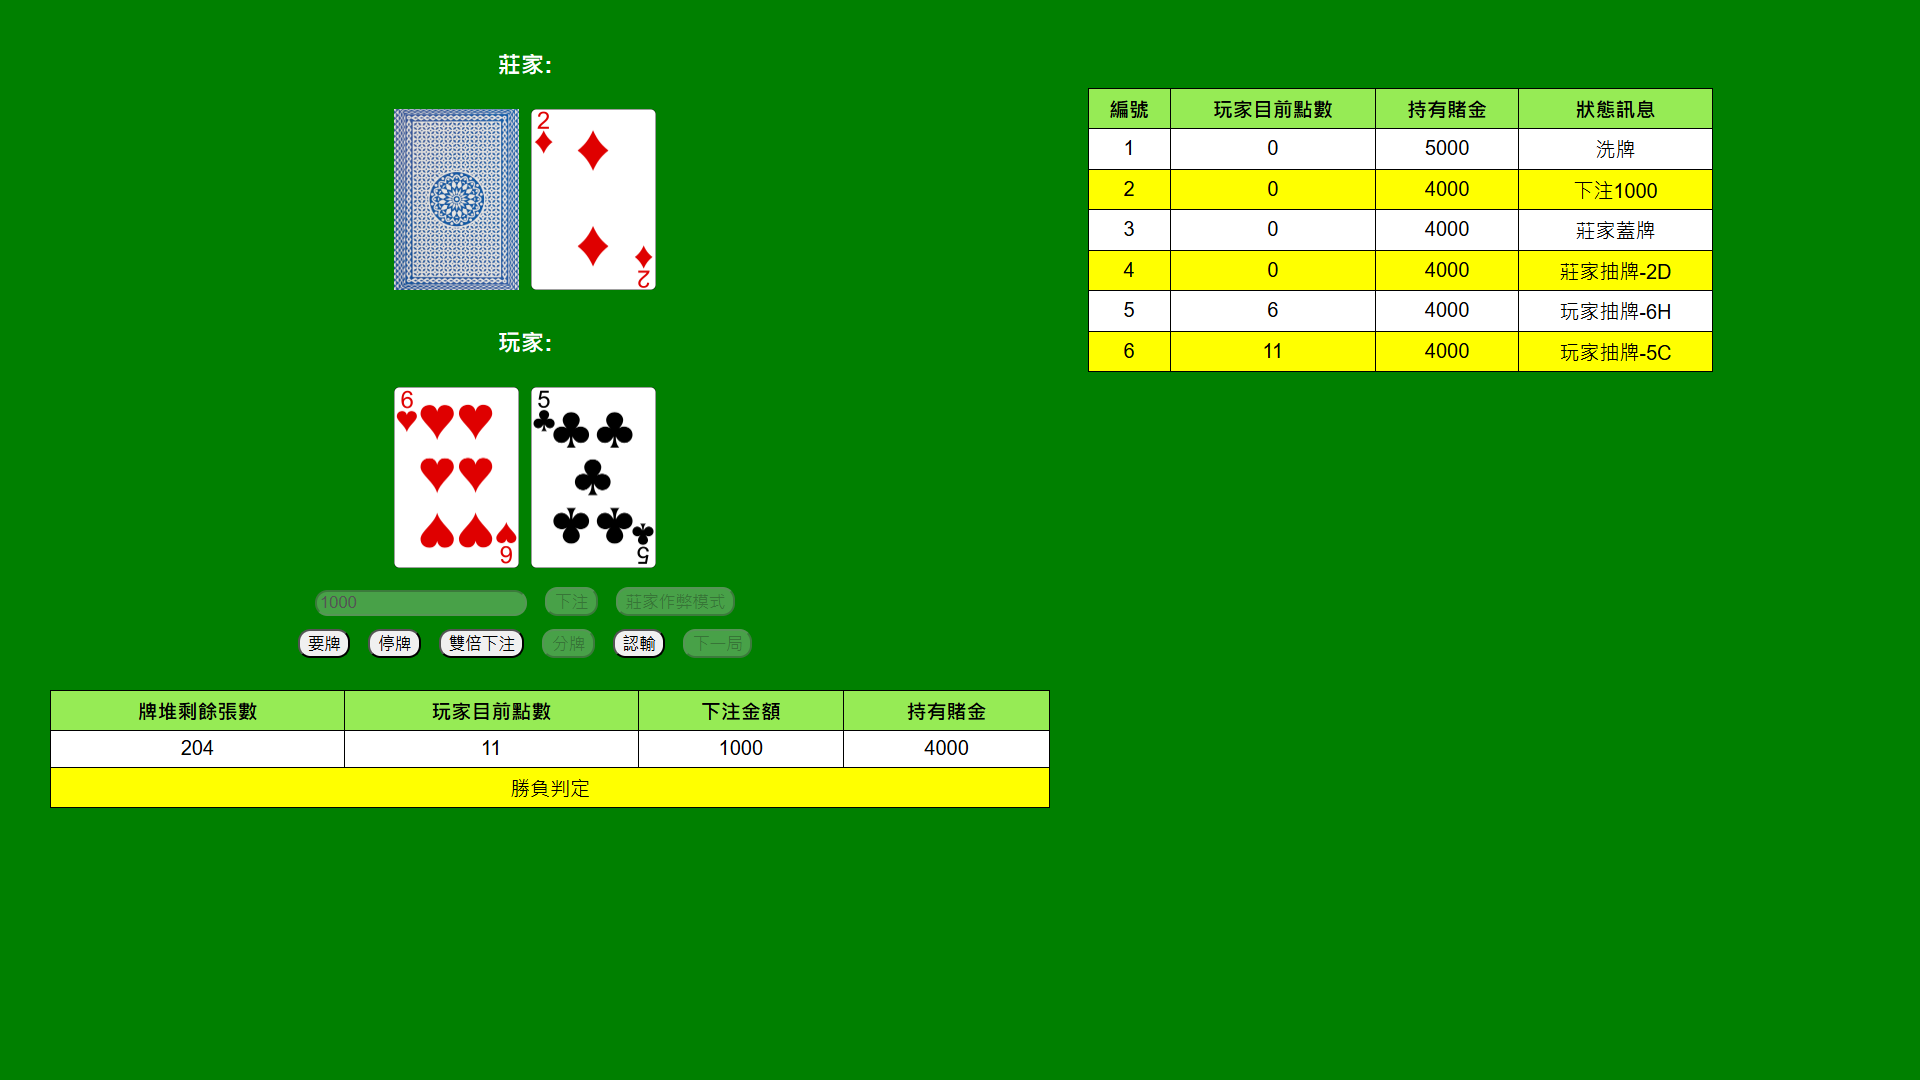 莊家:
2
2
玩家:
6
6
5
5
1000 下注 莊家作弊模式
要牌 停牌 雙倍下注 分牌 認輸 下一局
牌堆剩餘張數 玩家目前點數 下注金額 持有賭金
204 11 1000 4000
勝負判定
編號 玩家目前點數 持有賭金 狀態訊息
1 0 5000 洗牌
2 0 4000 下注1000
3 0 4000 莊家蓋牌
4 0 4000 莊家抽牌-2D
5 6 4000 玩家抽牌-6H
6 11 4000 玩家抽牌-5C